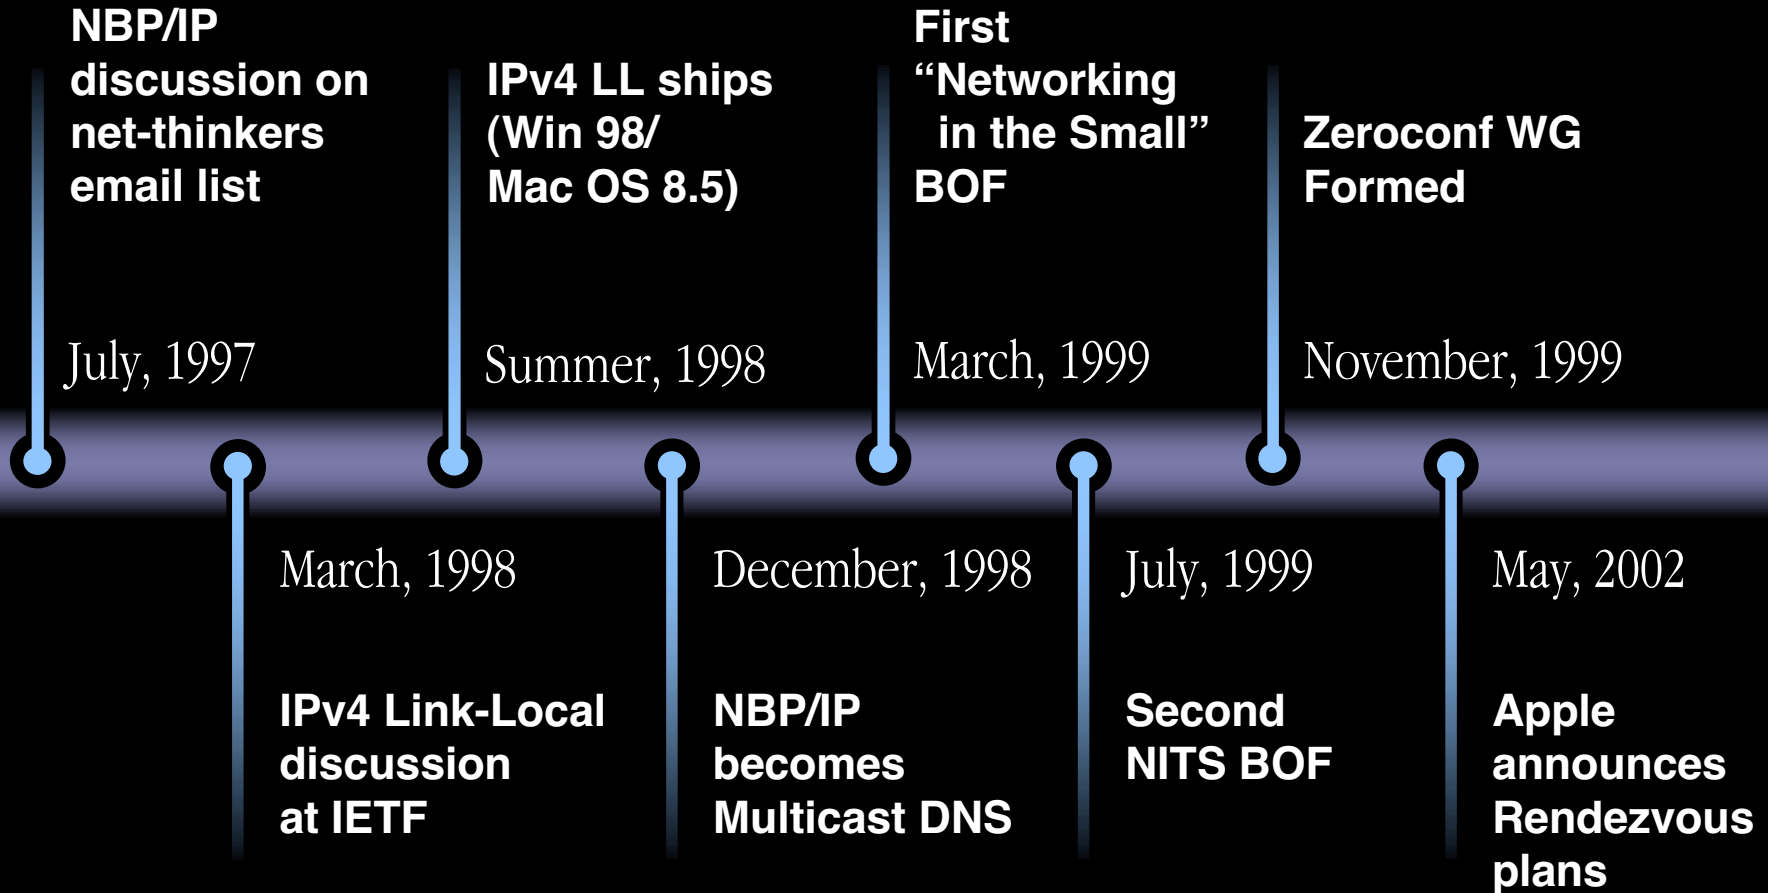 NBP/IP
discussion on
net-thinkers
email list
July, 1997
March, 1998
IPv4 Link-Local
discussion
at IETF
IPv4 LL ships
(Win 98/
Mac OS 8.5)
Summer, 1998
December, 1998
NBP/IP
becomes
Multicast DNS
First
“Networking
in the Small”
BOF
March, 1999
July, 1999
Second
NITS BOF
Zeroconf WG
Formed
November, 1999
May, 2002
Apple
announces
Rendezvous
plans